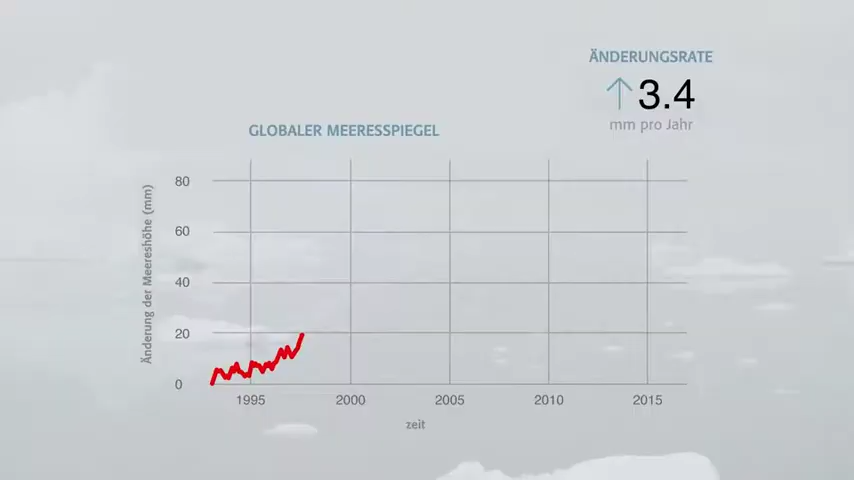 ÄNDERUNGSRATE
3.4
mm pro Jahr
GLOBALER MEERESSPIEGEL
Änderung der Meereshöhe (mm)
80
60
40
20
0
1995 2000 2005 2010 2015
zeit